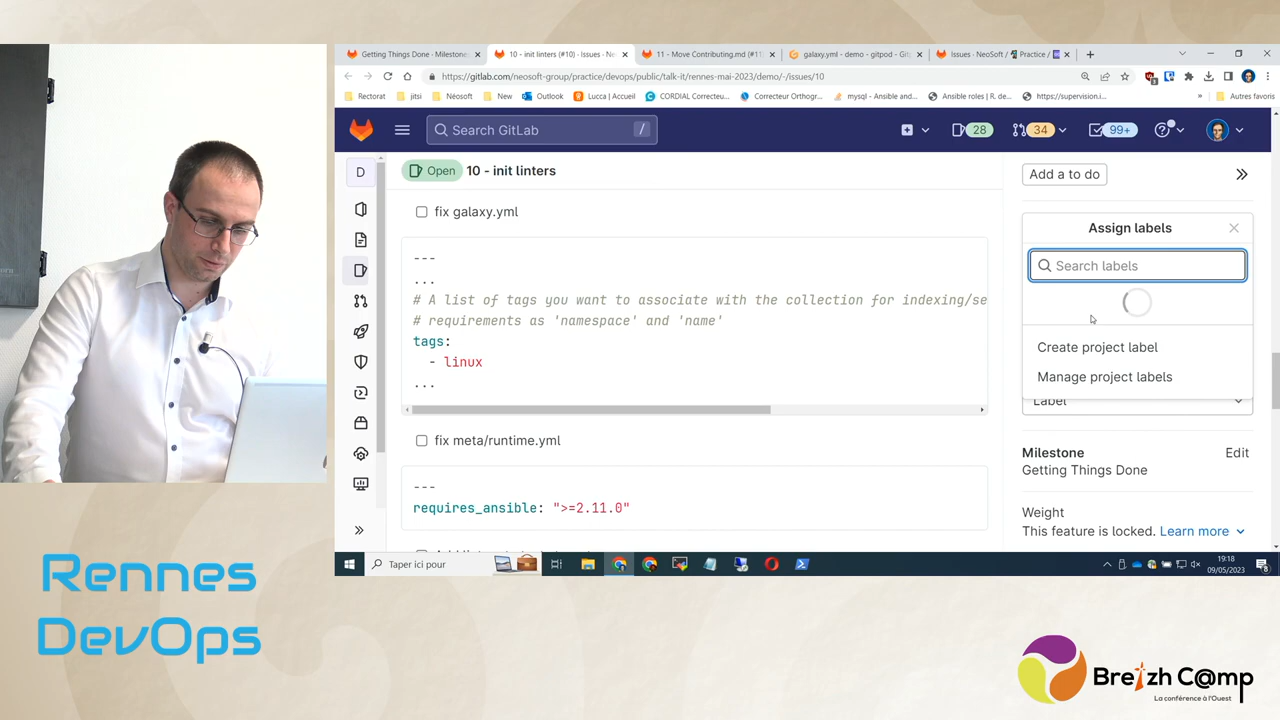 Getting Things Done · Milestone
10 - init linters (#10) · Issues · Ne
11 - Move Contributing.md (#11
galaxy.yml - demo - gitpod - Git
Issues · NeoSoft / Practice /
https://gitlab.com/neosoft-group/practice/devops/public/talk-it/rennes-mai-2023/demo/-/issues/10
Rectorat
jitsi
Néosoft
New
Outlook
Lucca | Accueil
CORDIAL Correcteu...
Correcteur Orthogr...
mysql - Ansible and...
Ansible roles | R. de...
https://supervision.i...
»
Autres favoris
Search GitLab /
28
34
99+
D
Open 10 - init linters
Add a to do
fix galaxy.yml
---
...
# A list of tags you want to associate with the collection for indexing/se
# requirements as 'namespace' and 'name'
tags:
- linux
...
fix meta/runtime.yml
---
requires_ansible: ">=2.11.0"
Assign labels
Search labels
Create project label
Manage project labels
Label
Milestone Edit
Getting Things Done
Weight
This feature is locked. Learn more
Taper ici pour
19:18
09/05/2023
8
Rennes
DevOps
Breizh C@mp
La conférence à l'Ouest